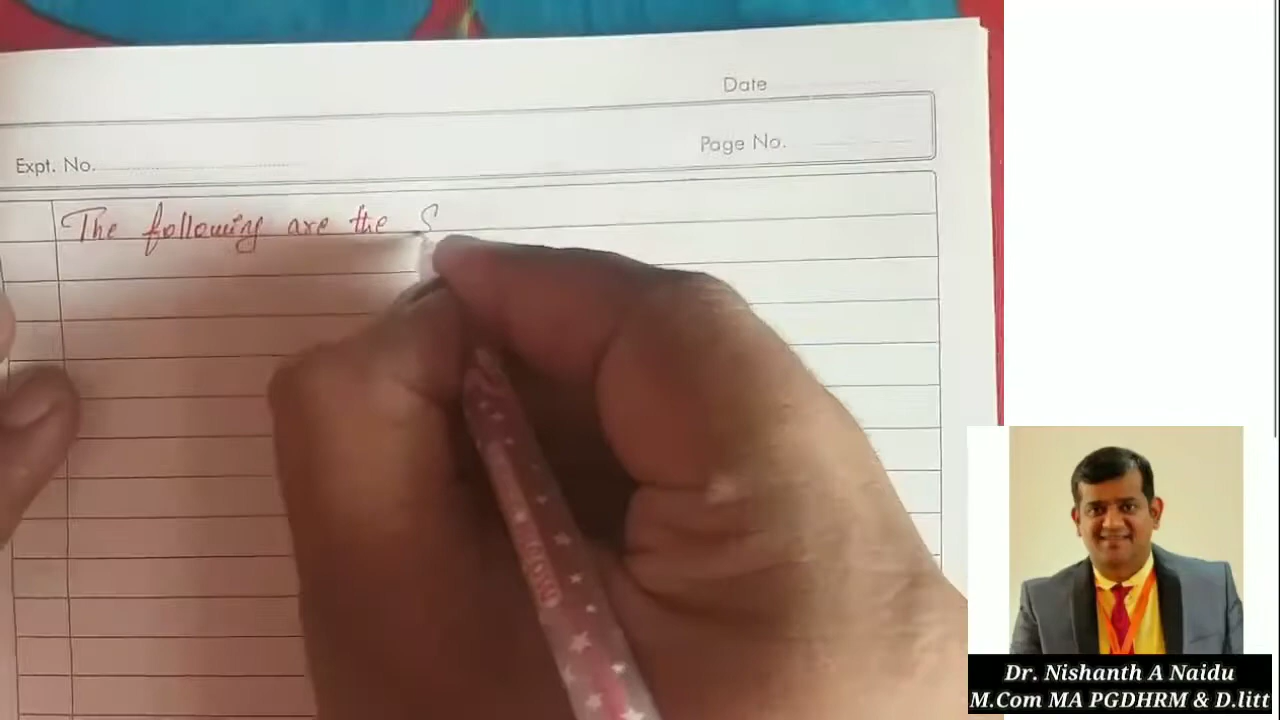 Date
Page No.
Expt. No.
The following are the S
Dr. Nishanth A Naidu
M.Com MA PGDHRM & D.litt